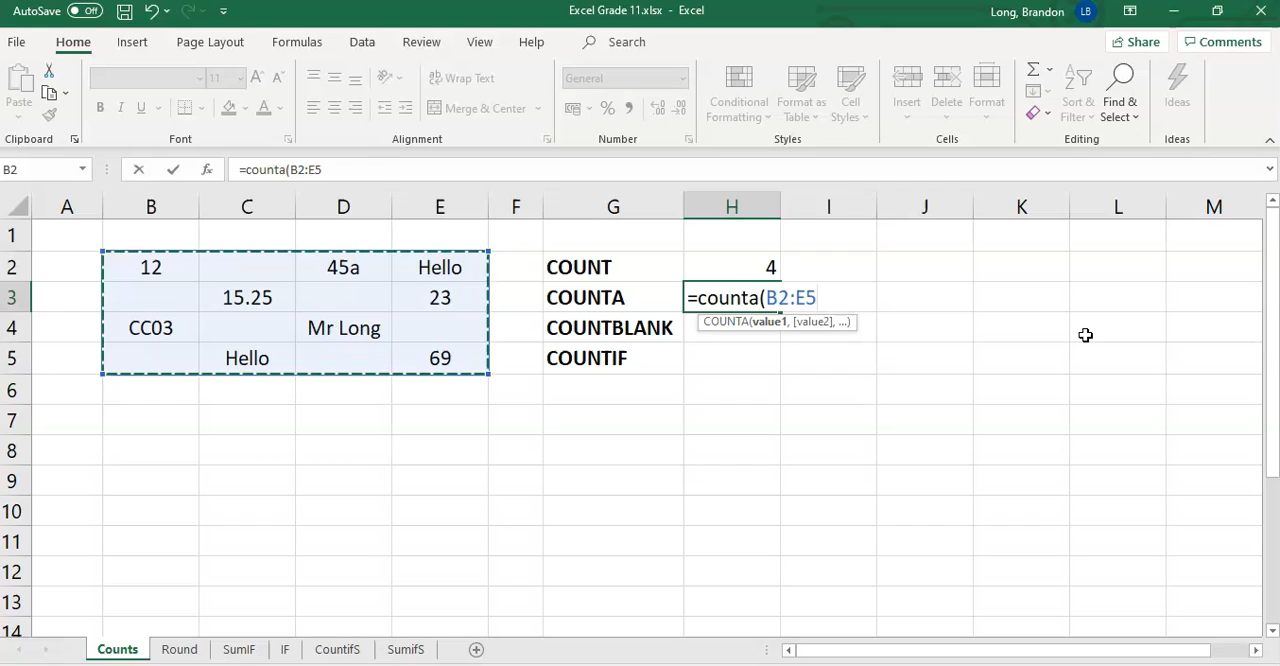 AutoSave Off Excel Grade 11.xlsx - Excel Long, Brandon LB
File Home Insert Page Layout Formulas Data Review View Help Search Share Comments
Paste 11 A A Wrap Text General Conditional Formatting Format as Table Cell Styles Insert Delete Format Sort & Filter Find & Select Ideas
B I U A Merge & Center % 
Clipboard Font Alignment Number Styles Cells Editing Ideas
B2 fx =counta(B2:E5
A B C D E F G H I J K L M
1
2 12 45a Hello COUNT 4
3 15.25 23 COUNTA =counta(B2:E5
COUNTA(value1, [value2], ...)
4 CC03 Mr Long COUNTBLANK
5 Hello 69 COUNTIF
6
7
8
9
10
11
12
13
14
Counts Round SumIF IF CountifS SumifS